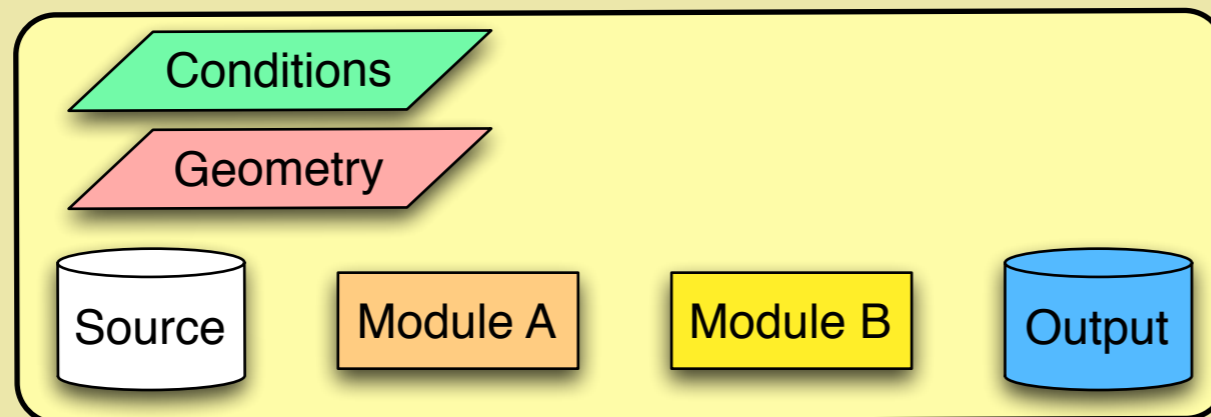 Conditions
Geometry
Source
Module A
Module B
Output